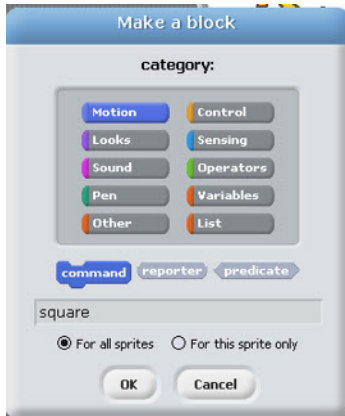 Make a block
category:
Motion Control
Looks Sensing
Sound Operators
Pen Variables
Other List
command reporter predicate
square
For all sprites For this sprite only
OK Cancel